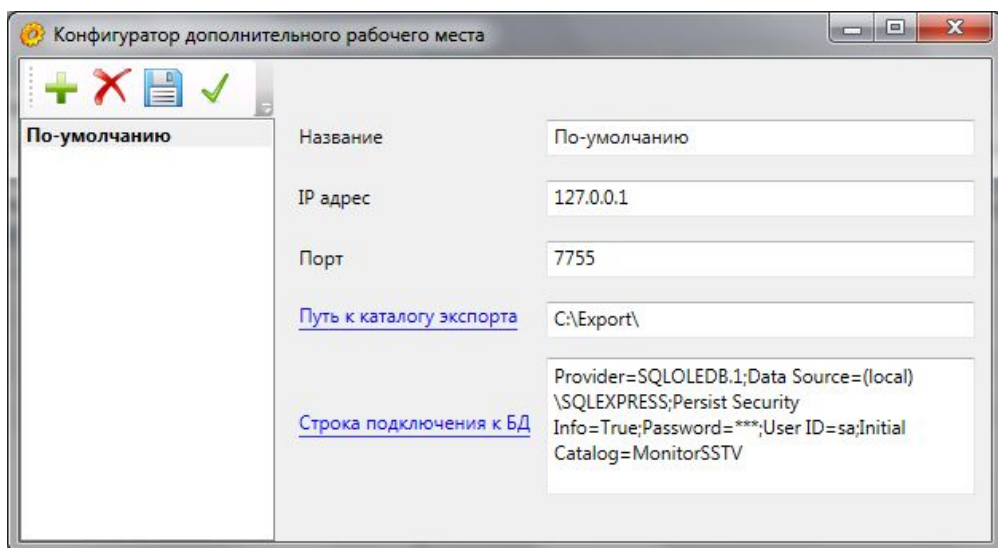 Конфигуратор дополнительного рабочего места
По-умолчанию
Название
По-умолчанию
IP адрес
127.0.0.1
Порт
7755
Путь к каталогу экспорта
C:\Export\
Строка подключения к БД
Provider=SQLOLEDB.1;Data Source=(local)
\SQLEXPRESS;Persist Security
Info=True;Password=***;User ID=sa;Initial
Catalog=MonitorSSTV